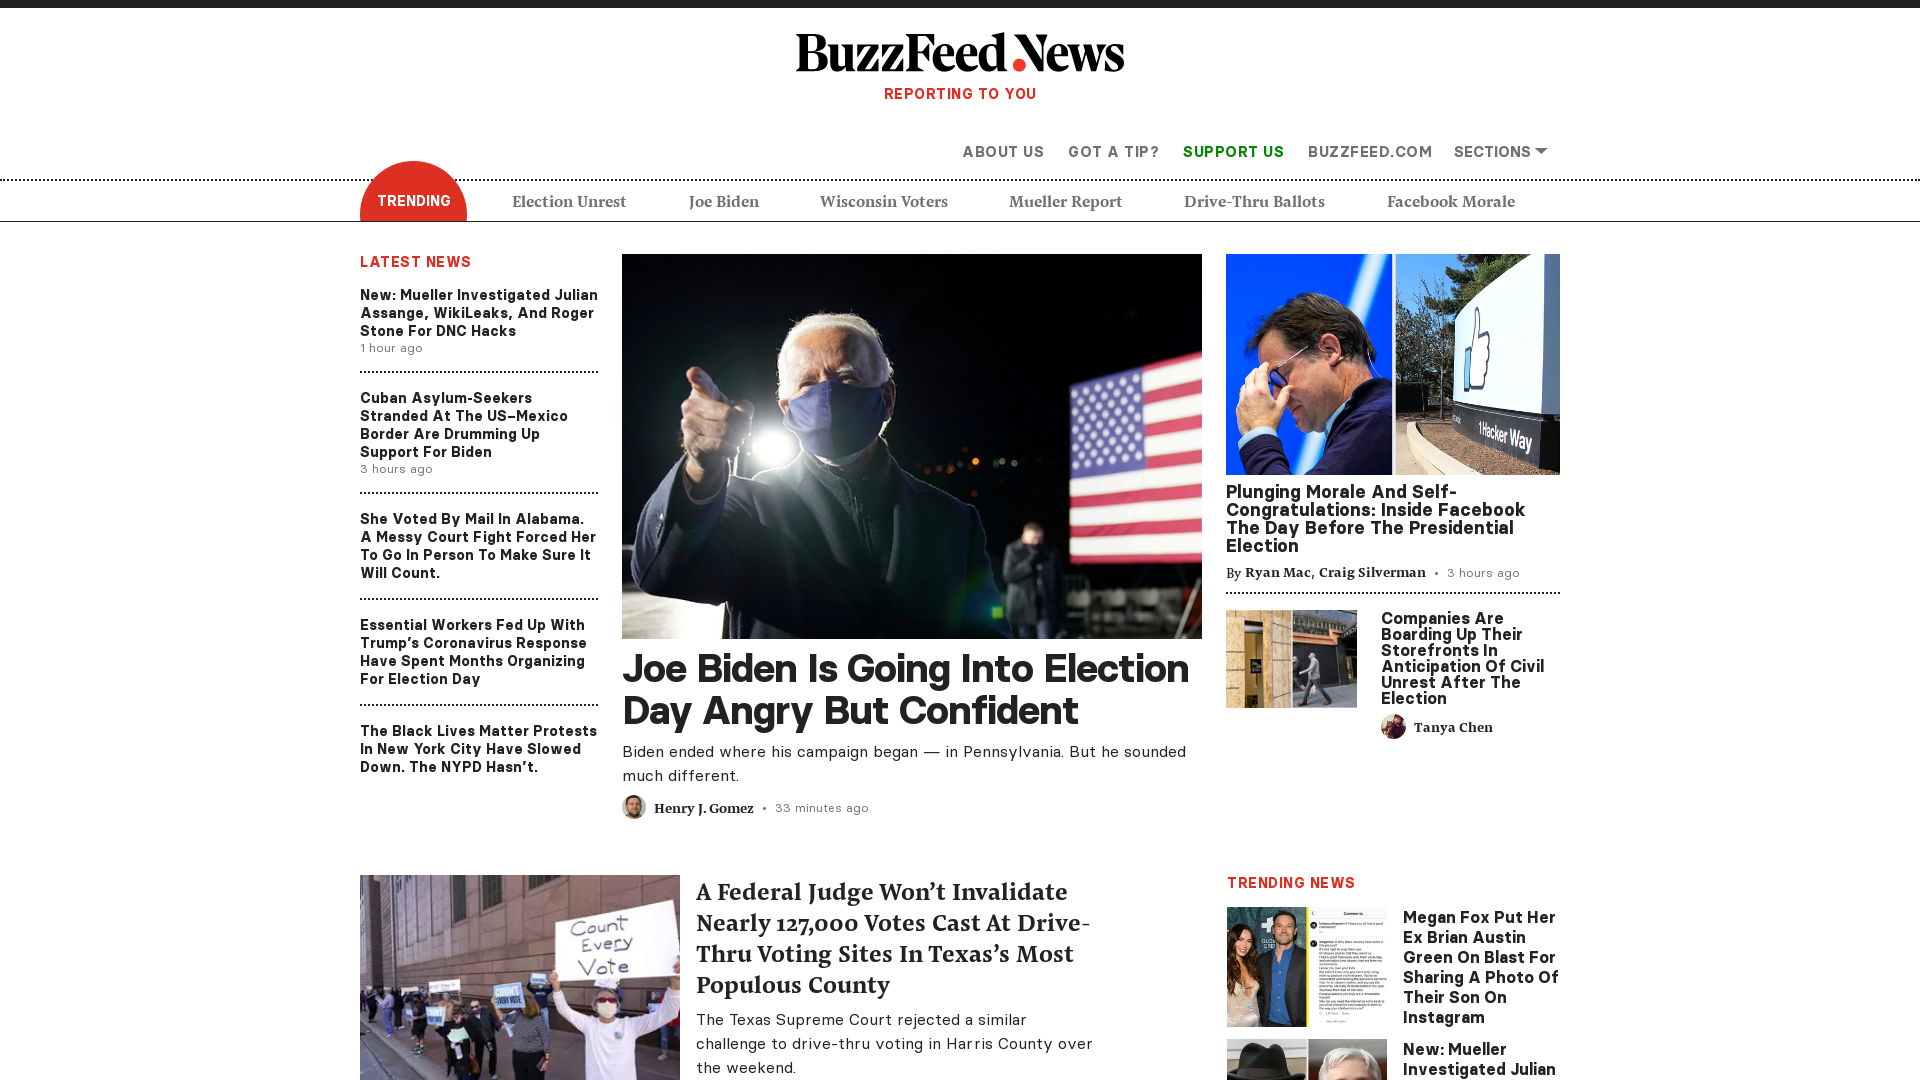 BuzzFeed News
REPORTING TO YOU
ABOUT US
GOT A TIP?
SUPPORT US
BUZZFEED.COM
SECTIONS
TRENDING
Election Unrest
Joe Biden
Wisconsin Voters
Mueller Report
Drive-Thru Ballots
Facebook Morale
LATEST NEWS
New: Mueller Investigated Julian
Assange, WikiLeaks, And Roger
Stone For DNC Hacks
1 hour ago
Cuban Asylum-Seekers
Stranded At The US–Mexico
Border Are Drumming Up
Support For Biden
3 hours ago
She Voted By Mail In Alabama.
A Messy Court Fight Forced Her
To Go In Person To Make Sure It
Will Count.
Essential Workers Fed Up With
Trump’s Coronavirus Response
Have Spent Months Organizing
For Election Day
The Black Lives Matter Protests
In New York City Have Slowed
Down. The NYPD Hasn’t.
Joe Biden Is Going Into Election
Day Angry But Confident
Biden ended where his campaign began — in Pennsylvania. But he sounded
much different.
Henry J. Gomez • 33 minutes ago
1 Hacker Way
Plunging Morale And Self-
Congratulations: Inside Facebook
The Day Before The Presidential
Election
By Ryan Mac, Craig Silverman • 3 hours ago
Companies Are
Boarding Up Their
Storefronts In
Anticipation Of Civil
Unrest After The
Election
Tanya Chen
Count
Every
Vote
COUNT
EVERY VOTE
A Federal Judge Won’t Invalidate
Nearly 127,000 Votes Cast At Drive-
Thru Voting Sites In Texas’s Most
Populous County
The Texas Supreme Court rejected a similar
challenge to drive-thru voting in Harris County over
the weekend.
TRENDING NEWS
Comments
Megan Fox Put Her
Ex Brian Austin
Green On Blast For
Sharing A Photo Of
Their Son On
Instagram
New: Mueller
Investigated Julian